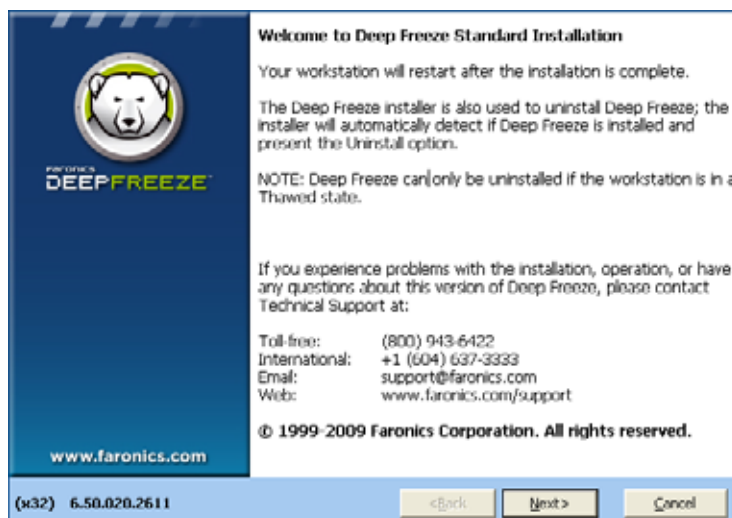 Welcome to Deep Freeze Standard Installation
Your workstation will restart after the installation is complete.
The Deep Freeze installer is also used to uninstall Deep Freeze; the
installer will automatically detect if Deep Freeze is installed and
present the Uninstall option.
NOTE: Deep Freeze can only be uninstalled if the workstation is in a
Thawed state.
If you experience problems with the installation, operation, or have
any questions about this version of Deep Freeze, please contact
Technical Support at:
Toll-free: (800) 943-6422
International: +1 (604) 637-3333
Email: support@faronics.com
Web: www.faronics.com/support
© 1999-2009 Faronics Corporation. All rights reserved.
FARONICS
DEEPFREEZE
www.faronics.com
(x32) 6.50.020.2611
<Back
Next>
Cancel